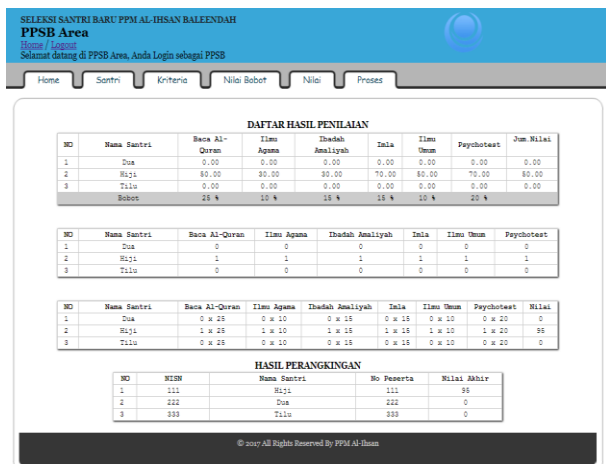 SELEKSI SANTRI BARU PPM AL-IHSAN BALEENDAH
PPSB Area
Home / Logout
Selamat datang di PPSB Area, Anda Login sebagai PPSB
Home Santri Kriteria Nilai Bobot Nilai Proses
DAFTAR HASIL PENILAIAN
NO Nama Santri Baca Al-Quran Ilmu Agama Ibadah Amaliyah Imla Ilmu Umum Psychotest Jum.Nilai
1 Dua 0.00 0.00 0.00 0.00 0.00 0.00 0.00
2 Hiji 80.00 30.00 30.00 70.00 60.00 70.00
3 Tilu 0.00 0.00 0.00 0.00 0.00 0.00 0.00
Bobot 25 % 10 % 15 % 15 % 10 % 20 %
NO Nama Santri Baca Al-Quran Ilmu Agama Ibadah Amaliyah Imla Ilmu Umum Psychotest
1 Dua 0 0 0 0 0 0
2 Hiji 1 1 1 1 1 1
3 Tilu 0 0 0 0 0 0
NO Nama Santri Baca Al-Quran Ilmu Agama Ibadah Amaliyah Imla Ilmu Umum Psychotest Nilai
1 Dua 0 x 25 0 x 10 0 x 15 0 x 15 0 x 10 0 x 20 0
2 Hiji 1 x 25 1 x 10 1 x 15 1 x 15 1 x 10 1 x 20 95
3 Tilu 0 x 25 0 x 10 0 x 15 0 x 15 0 x 10 0 x 20 0
HASIL PERANGKINGAN
NO NISN Nama Santri No Peserta Nilai Akhir
1 111 Hiji 111 95
2 222 Dua 222 0
3 333 Tilu 333 0
© 2017 All Rights Reserved By PPM Al-Ihsan